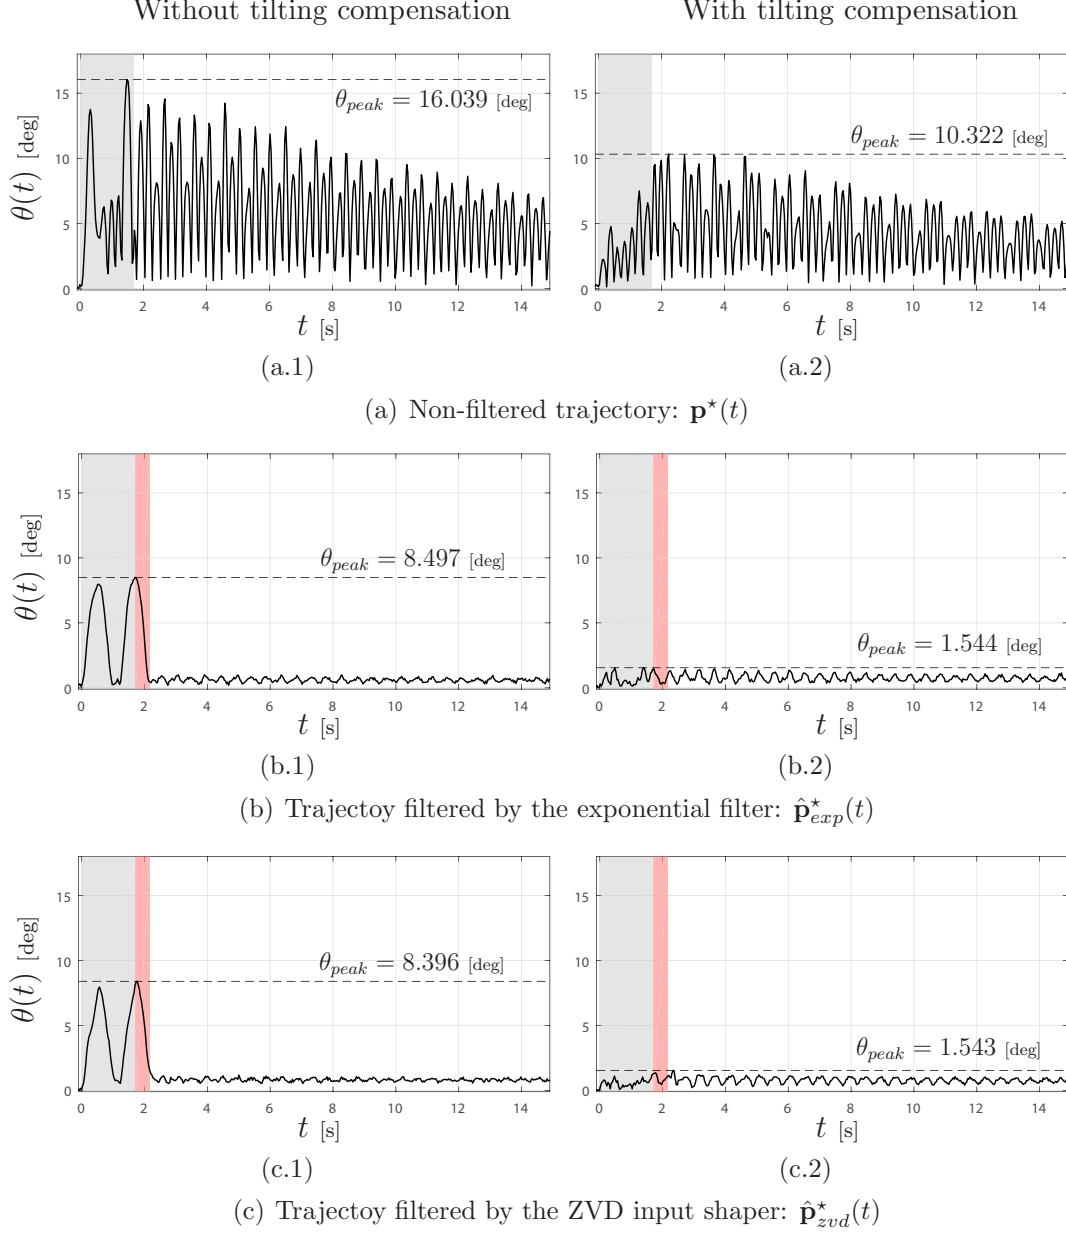 Without tilting compensation
With tilting compensation
θ(t) [deg]
15
10
5
0
θ_peak = 16.039 [deg]
0 2 4 6 8 10 12 14
t [s]
(a.1)
15
10
5
0
θ_peak = 10.322 [deg]
0 2 4 6 8 10 12 14
t [s]
(a.2)
(a) Non-filtered trajectory: p⋆(t)
θ(t) [deg]
15
10
5
0
θ_peak = 8.497 [deg]
0 2 4 6 8 10 12 14
t [s]
(b.1)
15
10
5
0
θ_peak = 1.544 [deg]
0 2 4 6 8 10 12 14
t [s]
(b.2)
(b) Trajectoy filtered by the exponential filter: p̂⋆_exp(t)
θ(t) [deg]
15
10
5
0
θ_peak = 8.396 [deg]
0 2 4 6 8 10 12 14
t [s]
(c.1)
15
10
5
0
θ_peak = 1.543 [deg]
0 2 4 6 8 10 12 14
t [s]
(c.2)
(c) Trajectoy filtered by the ZVD input shaper: p̂⋆_zvd(t)